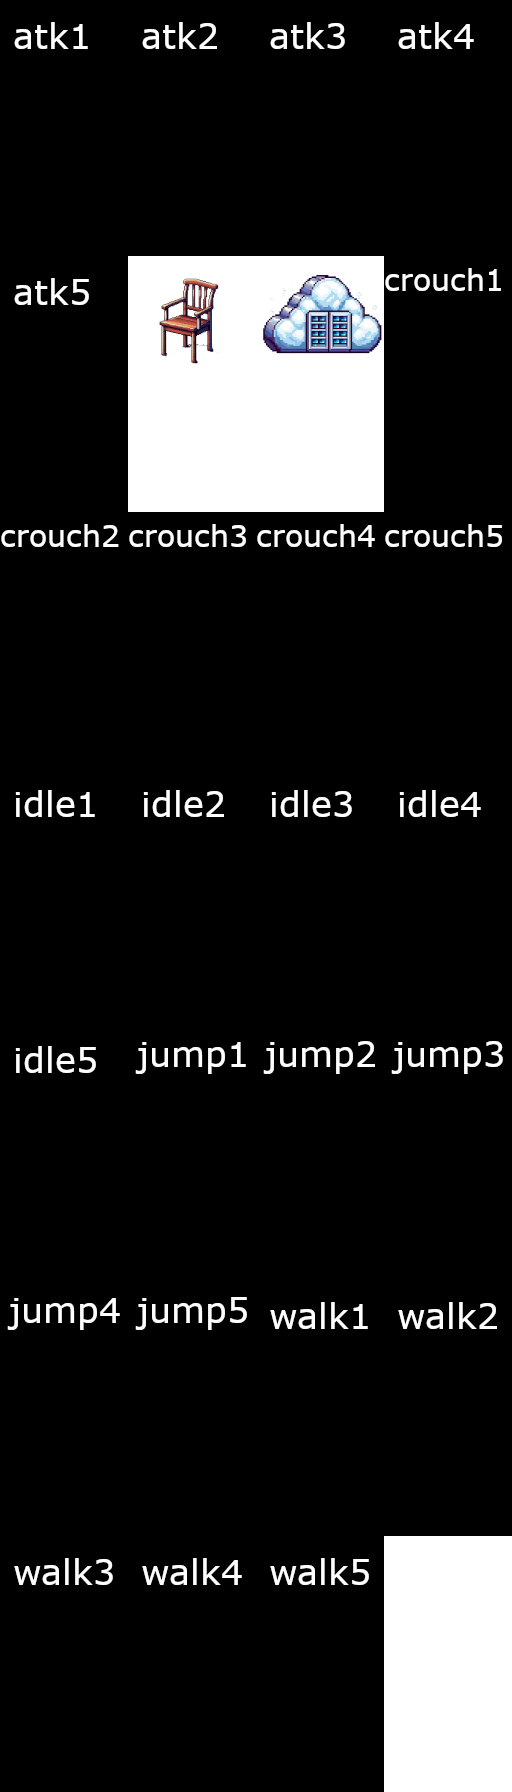 atk1 atk2 atk3 atk4
atk5 crouch1
crouch2 crouch3 crouch4 crouch5
idle1 idle2 idle3 idle4
idle5 jump1 jump2 jump3
jump4 jump5 walk1 walk2
walk3 walk4 walk5